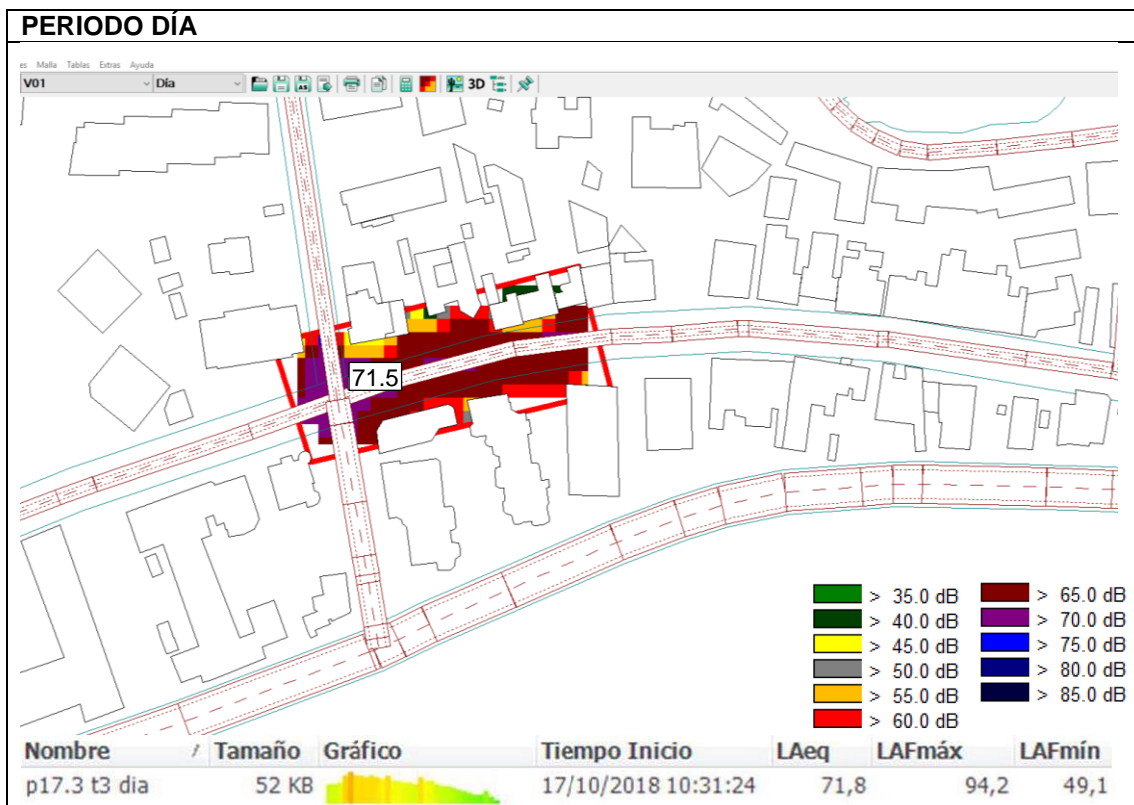 PERIODO DÍA
es Malla Tablas Extras Ayuda
V01 Día AS 3D
71.5
> 35.0 dB > 65.0 dB
> 40.0 dB > 70.0 dB
> 45.0 dB > 75.0 dB
> 50.0 dB > 80.0 dB
> 55.0 dB > 85.0 dB
> 60.0 dB
Nombre / Tamaño Gráfico Tiempo Inicio LAeq LAFmáx LAFmín
p17.3 t3 dia 52 KB 17/10/2018 10:31:24 71,8 94,2 49,1